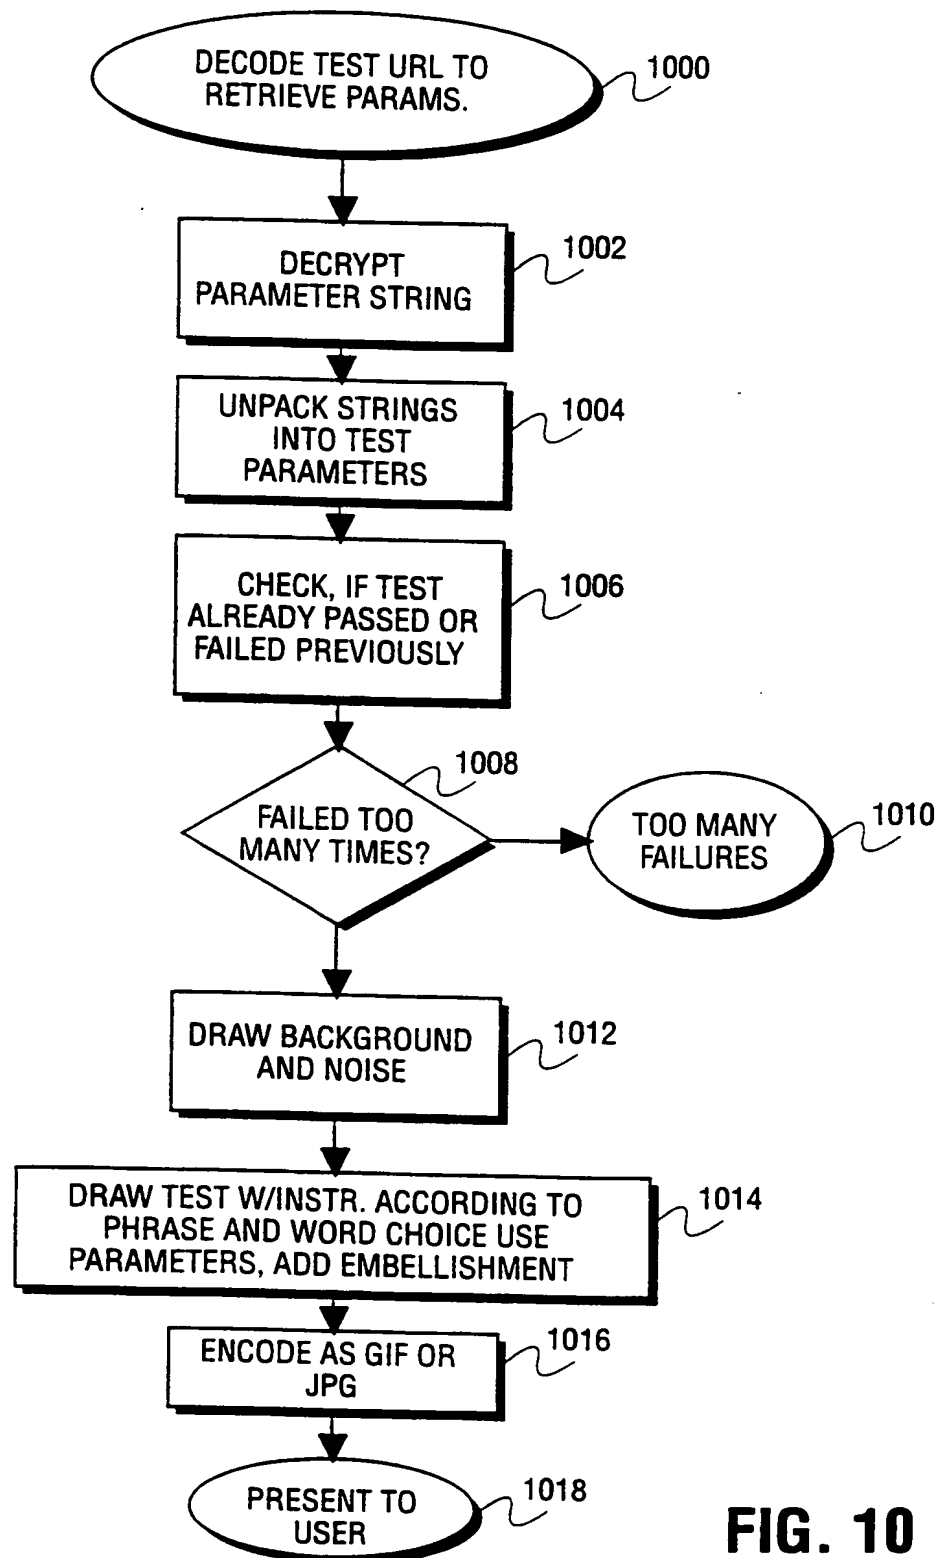 DECODE TEST URL TO
RETRIEVE PARAMS.
1000
DECRYPT
PARAMETER STRING
1002
UNPACK STRINGS
INTO TEST
PARAMETERS
1004
CHECK, IF TEST
ALREADY PASSED OR
FAILED PREVIOUSLY
1006
FAILED TOO
MANY TIMES?
1008
TOO MANY
FAILURES
1010
DRAW BACKGROUND
AND NOISE
1012
DRAW TEST W/INSTR. ACCORDING TO
PHRASE AND WORD CHOICE USE
PARAMETERS, ADD EMBELLISHMENT
1014
ENCODE AS GIF OR
JPG
1016
PRESENT TO
USER
1018
FIG. 10